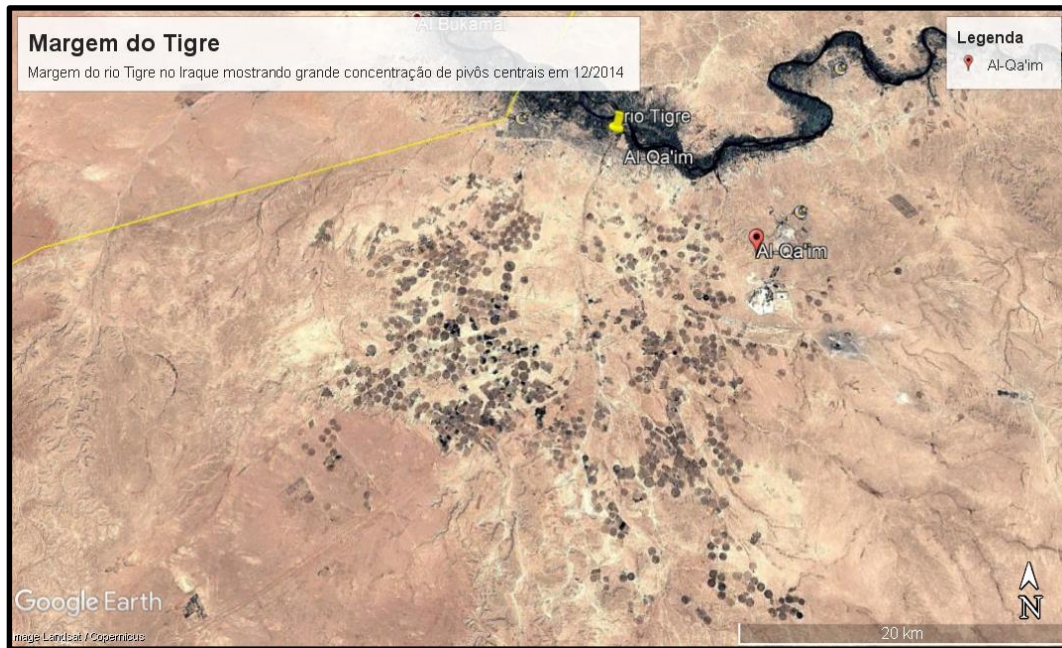 Al Bukamal
Margem do Tigre
Margem do rio Tigre no Iraque mostrando grande concentração de pivôs centrais em 12/2014
Legenda
Al-Qa'im
rio Tigre
Al-Qa'im
Al-Qa'im
N
Google Earth
mage Landsat / Copernicus
20 km